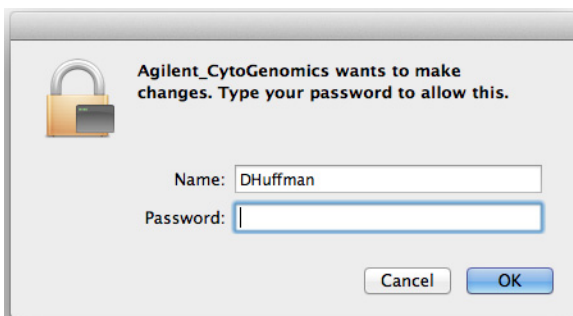 Agilent_CytoGenomics wants to make
changes. Type your password to allow this.
Name: DHuffman
Password:
Cancel OK